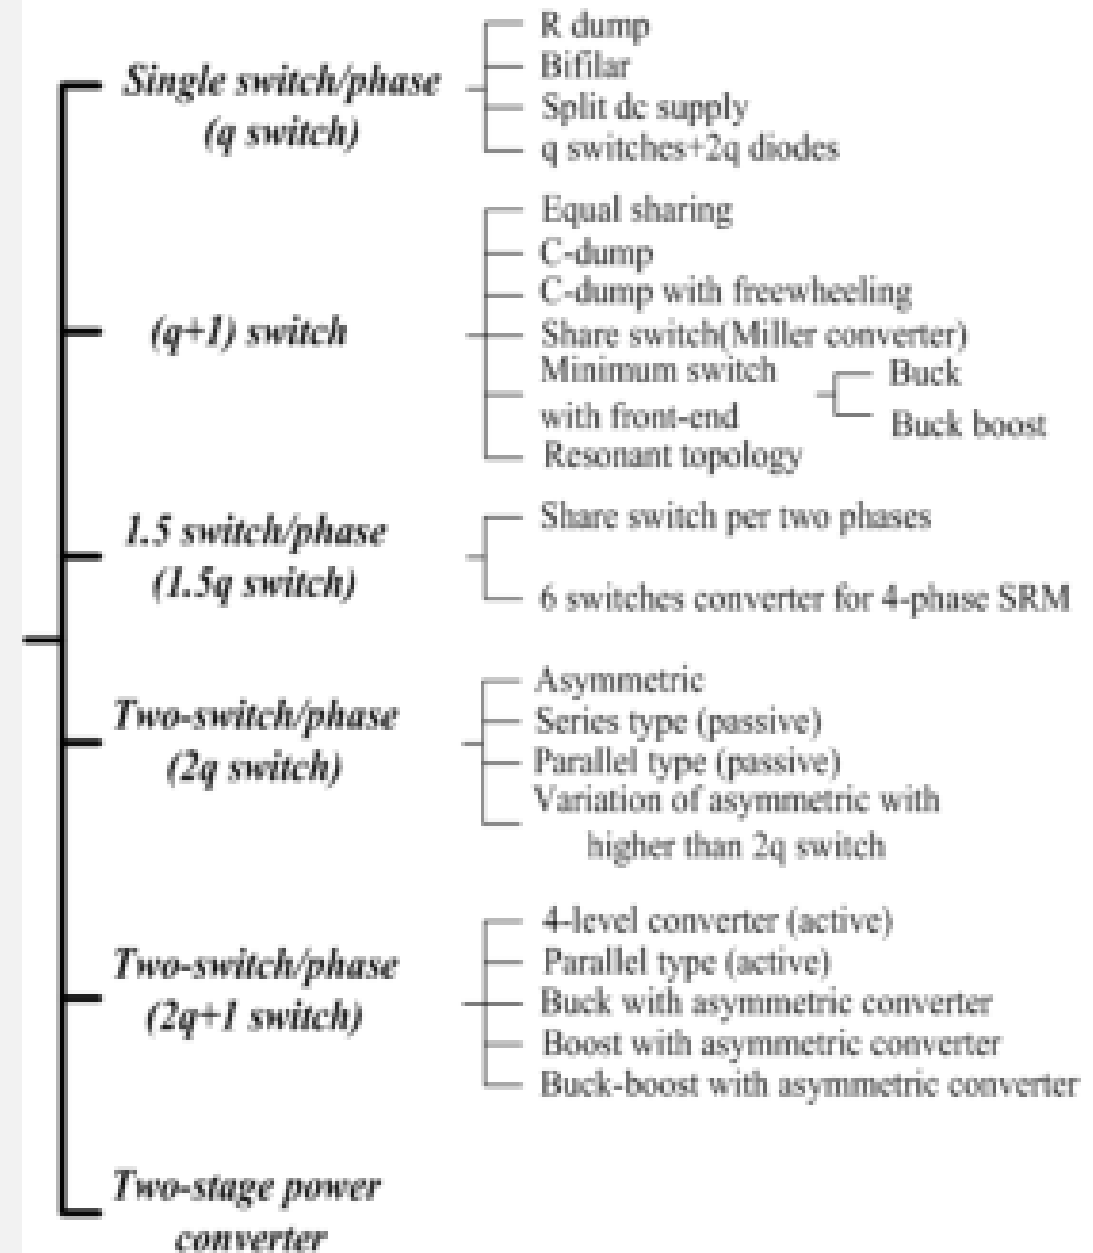 Single switch/phase
(q switch)
R dump
Bifilar
Split dc supply
q switches+2q diodes
(q+1) switch
Equal sharing
C-dump
C-dump with freewheeling
Share switch(Miller converter)
Minimum switch
with front-end
Buck
Buck boost
Resonant topology
1.5 switch/phase
(1.5q switch)
Share switch per two phases
6 switches converter for 4-phase SRM
Two-switch/phase
(2q switch)
Asymmetric
Series type (passive)
Parallel type (passive)
Variation of asymmetric with
higher than 2q switch
Two-switch/phase
(2q+1 switch)
4-level converter (active)
Parallel type (active)
Buck with asymmetric converter
Boost with asymmetric converter
Buck-boost with asymmetric converter
Two-stage power
converter